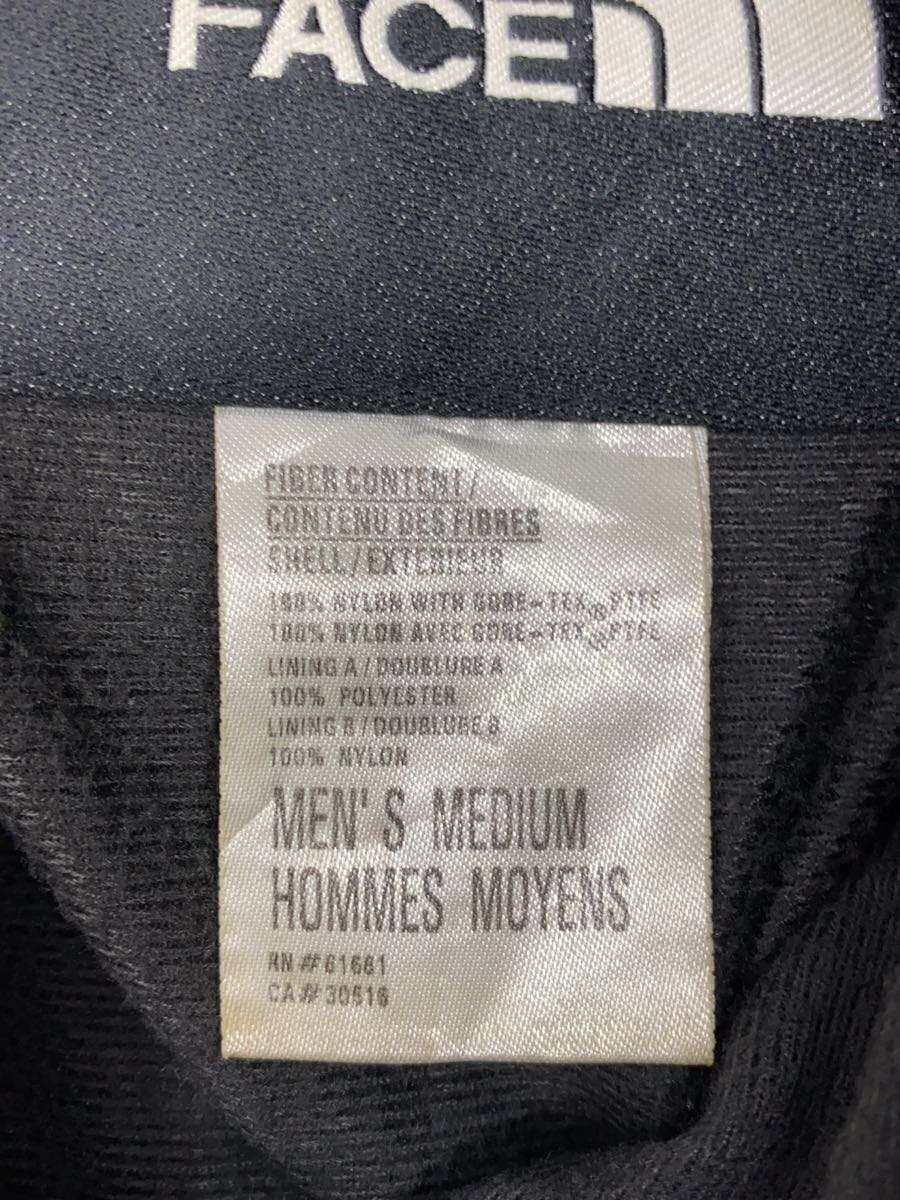 FACE
FIBER CONTENT/
CONTENU DES FIBRES
SHELL/EXTERIEUR
100% NYLON WITH GORE-TEX® PTFE
100% NYLON AVEC GORE-TEX® PTFE
LINING A / DOUBLURE A
100% POLYESTER
LINING B / DOUBLURE B
100% NYLON
MEN'S MEDIUM
HOMMES MOYENS
RN # 61661
CA # 30516